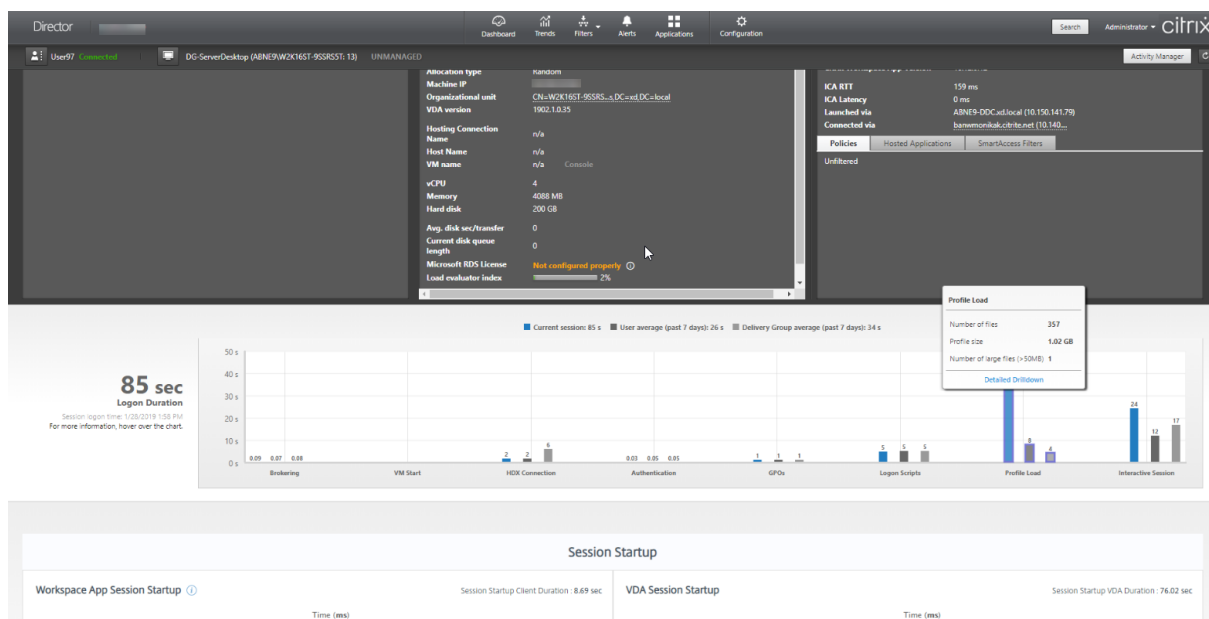 Director
Dashboard Trends Filters Alerts Applications Configuration
Search Administrator citrix
User97 Connected DG-ServerDesktop (ABNE9\W2K16ST-9SSRS5T: 13) UNMANAGED Activity Manager
Allocation type Random
Machine IP
Organizational unit CN=W2K16ST-9SSRS...s,DC=xd,DC=local
VDA version 1902.1.0.35
Hosting Connection
Name n/a
Host Name n/a
VM name n/a Console
vCPU 4
Memory 4088 MB
Hard disk 200 GB
Avg. disk sec/transfer 0
Current disk queue
length 0
Microsoft RDS License Not configured properly
Load evaluator index 2%
ICA RTT 159 ms
ICA Latency 0 ms
Launched via ABNE9-DDC.xd.local (10.150.141.79)
Connected via banwmonikak.citrite.net (10.140....
Policies Hosted Applications SmartAccess Filters
Unfiltered
Profile Load
Number of files 357
Profile size 1.02 GB
Number of large files (>50MB) 1
Detailed Drilldown
Current session: 85 s User average (past 7 days): 26 s Delivery Group average (past 7 days): 34 s
85 sec
Logon Duration
Session logon time: 1/28/2019 1:58 PM
For more information, hover over the chart.
50 s
40 s
30 s
20 s
10 s
0 s
0.09 0.07 0.08
2 2 6
0.03 0.05 0.05
1 1 1
5 5 5
8 4
24 12 17
Brokering VM Start HDX Connection Authentication GPOs Logon Scripts Profile Load Interactive Session
Session Startup
Workspace App Session Startup Session Startup Client Duration : 8.69 sec
Time (ms)
VDA Session Startup Session Startup VDA Duration : 76.02 sec
Time (ms)